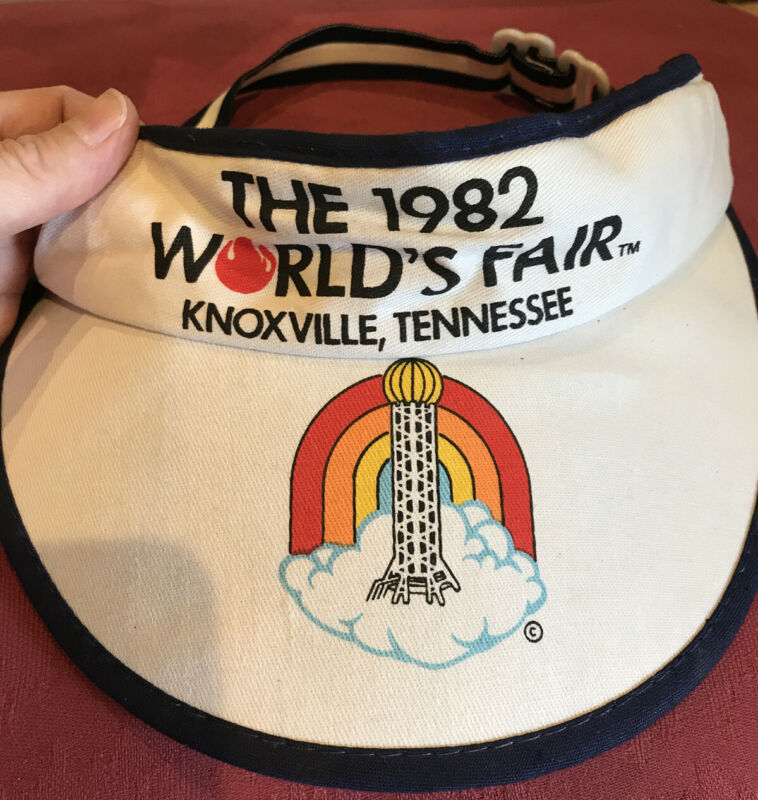 THE 1982
WORLD'S FAIR™
KNOXVILLE, TENNESSEE
©